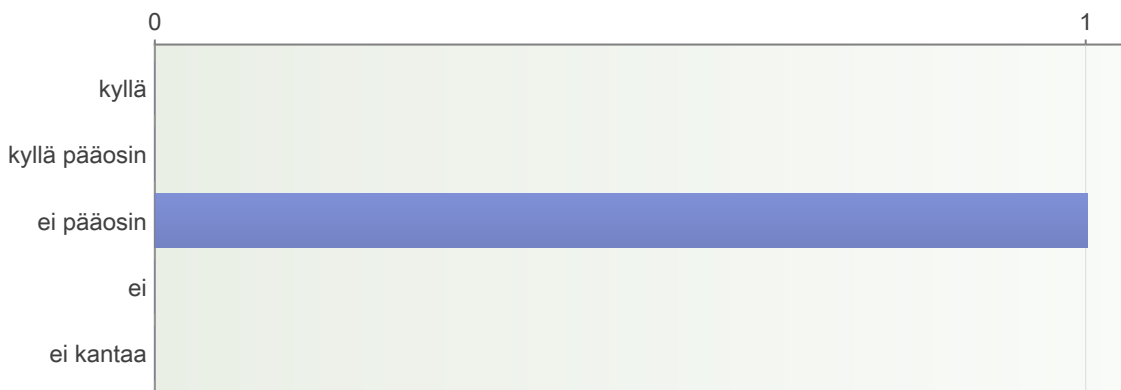 0 1
kyllä
kyllä pääosin
ei pääosin
ei
ei kantaa